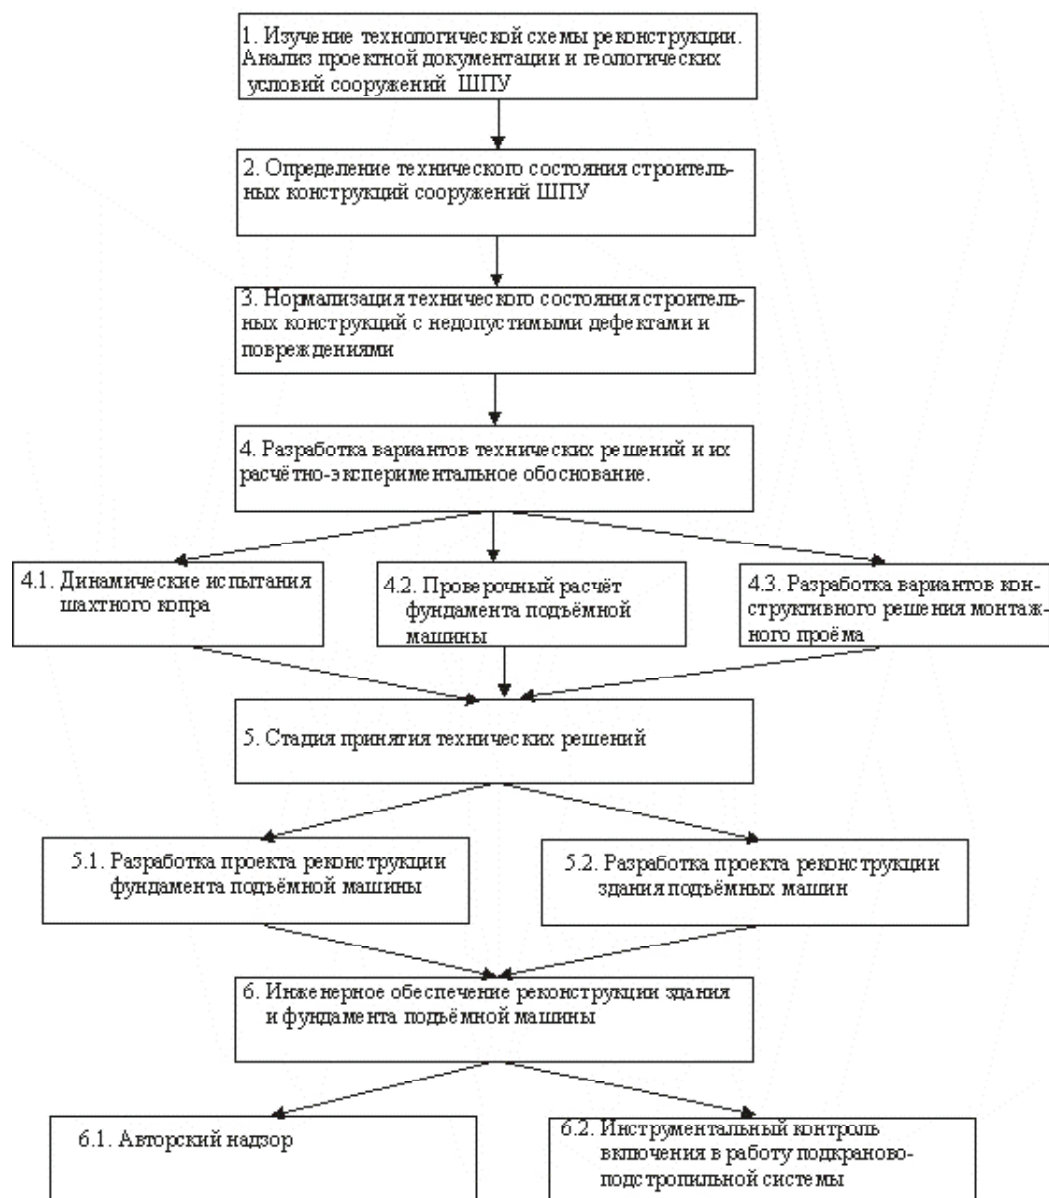 1. Изучение технологической схемы реконструкции.
Анализ проектной документации и геологических
условий сооружений ШПУ
2. Определение технического состояния строитель-
ных конструкций сооружений ШПУ
3. Нормализация технического состояния строитель-
ных конструкций с недопустимыми дефектами и
повреждениями
4. Разработка вариантов технических решений и их
расчётно-экспериментальное обоснование.
4.1. Динамические испытания
шахтного копра
4.2. Проверочный расчёт
фундамента подъёмной
машины
4.3. Разработка вариантов кон-
структивного решения монтаж-
ного проёма
5. Стадия принятия технических решений
5.1. Разработка проекта реконструкции
фундамента подъёмной машины
5.2. Разработка проекта реконструкции
здания подъёмных машин
6. Инженерное обеспечение реконструкции здания
и фундамента подъёмной машины
6.1. Авторский надзор
6.2. Инструментальный контроль
включения в работу подкраново-
подстропильной системы